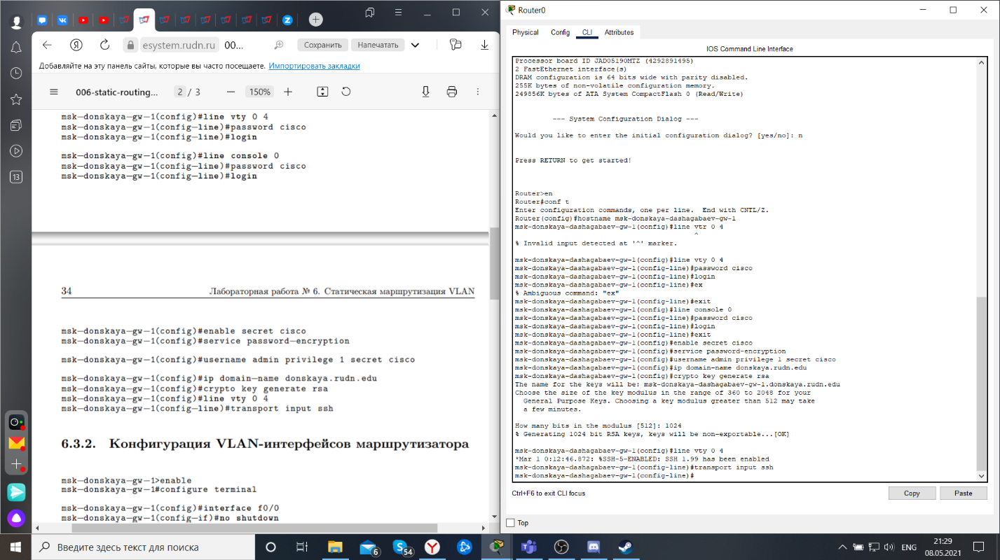 esystem.rudn.ru
00...
Сохранить
Напечатать
Добавляйте на эту панель сайты, которые вы часто посещаете. Импортировать закладки
006-static-routing...
2 / 3
150%
13
msk—donskaya—gw—1(config)#line vty 0 4
msk—donskaya—gw—1(config—line)#password cisco
msk—donskaya—gw—1(config—line)#login
msk—donskaya—gw—1(config)#line console 0
msk—donskaya—gw—1(config—line)#password cisco
msk—donskaya—gw—1(config—line)#login
34
Лабораторная работа № 6. Статическая маршрутизация VLAN
msk—donskaya—gw—1(config)#enable secret cisco
msk—donskaya—gw—1(config)#service password—encryption
msk—donskaya—gw—1(config)#username admin privilege 1 secret cisco
msk—donskaya—gw—1(config)#ip domain—name donskaya.rudn.edu
msk—donskaya—gw—1(config)#crypto key generate rsa
msk—donskaya—gw—1(config)#line vty 0 4
msk—donskaya—gw—1(config—line)#transport input ssh
6.3.2. Конфигурация VLAN-интерфейсов маршрутизатора
msk—donskaya—gw—1>enable
msk—donskaya—gw—1#configure terminal
msk—donskaya—gw—1(config)#interface f0/0
msk—donskaya—gw—1(config—if)#no shutdown
Router0
Physical
Config
CLI
Attributes
IOS Command Line Interface
Processor board ID JAD05190MTZ (4292891495)
2 FastEthernet interface(s)
DRAM configuration is 64 bits wide with parity disabled.
255K bytes of non-volatile configuration memory.
249856K bytes of ATA System CompactFlash 0 (Read/Write)
--- System Configuration Dialog ---
Would you like to enter the initial configuration dialog? [yes/no]: n
Press RETURN to get started!
Router>en
Router#conf t
Enter configuration commands, one per line.  End with CNTL/Z.
Router(config)#hostname msk-donskaya-dashagabaev-gw-1
msk-donskaya-dashagabaev-gw-1(config)#line vtr 0 4
^
% Invalid input detected at '^' marker.
msk-donskaya-dashagabaev-gw-1(config)#line vty 0 4
msk-donskaya-dashagabaev-gw-1(config-line)#password cisco
msk-donskaya-dashagabaev-gw-1(config-line)#login
msk-donskaya-dashagabaev-gw-1(config-line)#ex
% Ambiguous command: "ex"
msk-donskaya-dashagabaev-gw-1(config-line)#exit
msk-donskaya-dashagabaev-gw-1(config)#line console 0
msk-donskaya-dashagabaev-gw-1(config-line)#password cisco
msk-donskaya-dashagabaev-gw-1(config-line)#login
msk-donskaya-dashagabaev-gw-1(config-line)#exit
msk-donskaya-dashagabaev-gw-1(config)#enable secret cisco
msk-donskaya-dashagabaev-gw-1(config)#service password-encryption
msk-donskaya-dashagabaev-gw-1(config)#username admin privilege 1 secret cisco
msk-donskaya-dashagabaev-gw-1(config)#ip domain-name donskaya.rudn.edu
msk-donskaya-dashagabaev-gw-1(config)#crypto key generate rsa
The name for the keys will be: msk-donskaya-dashagabaev-gw-1.donskaya.rudn.edu
Choose the size of the key modulus in the range of 360 to 2048 for your
General Purpose Keys. Choosing a key modulus greater than 512 may take
a few minutes.
How many bits in the modulus [512]: 1024
% Generating 1024 bit RSA keys, keys will be non-exportable...[OK]
msk-donskaya-dashagabaev-gw-1(config)#line vty 0 4
*Mar 1 0:12:46.872: %SSH-5-ENABLED: SSH 1.99 has been enabled
msk-donskaya-dashagabaev-gw-1(config-line)#transport input ssh
msk-donskaya-dashagabaev-gw-1(config-line)#
Ctrl+F6 to exit CLI focus
Copy
Paste
Top
Введите здесь текст для поиска
6
54
ENG
21:29
08.05.2021